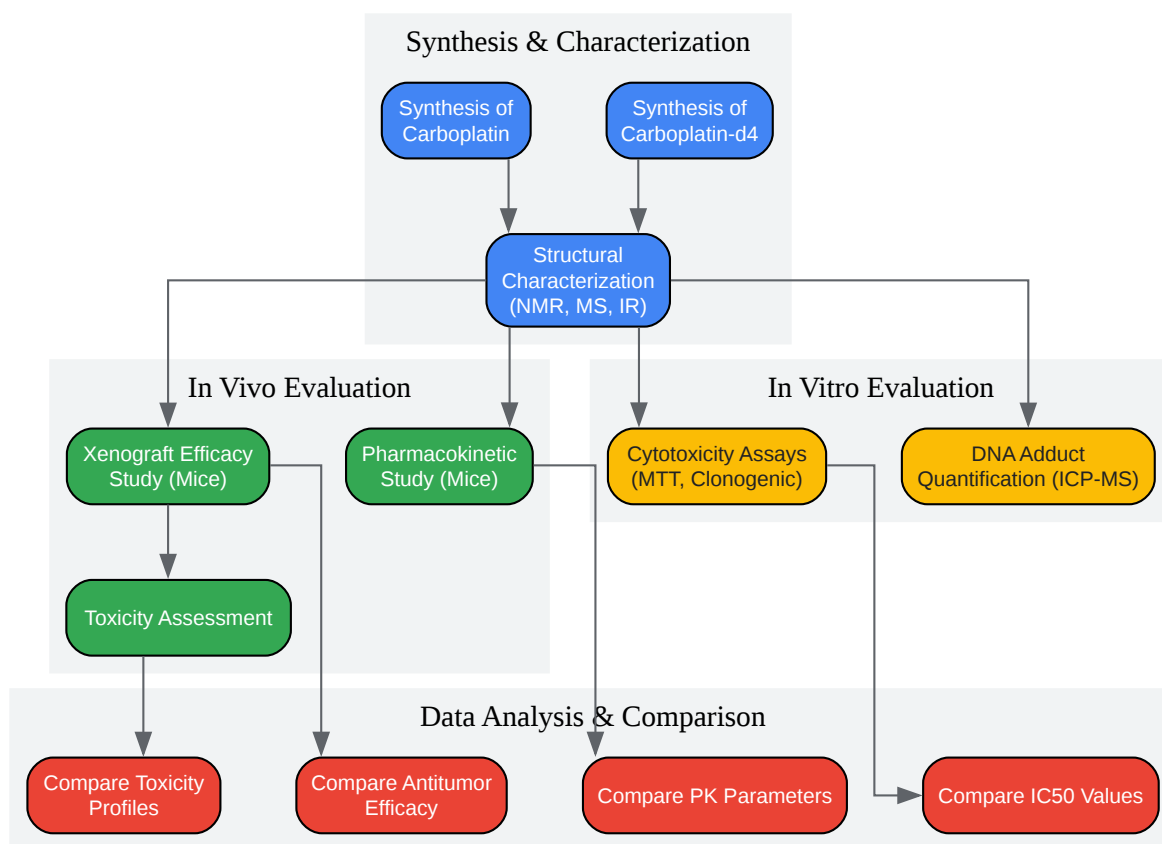 Synthesis & Characterization
Synthesis of
Carboplatin
Synthesis of
Carboplatin-d4
Structural
Characterization
(NMR, MS, IR)
In Vivo Evaluation
In Vitro Evaluation
Xenograft Efficacy
Study (Mice)
Pharmacokinetic
Study (Mice)
Cytotoxicity Assays
(MTT, Clonogenic)
DNA Adduct
Quantification (ICP-MS)
Toxicity Assessment
Data Analysis & Comparison
Compare Toxicity
Profiles
Compare Antitumor
Efficacy
Compare PK Parameters
Compare IC50 Values